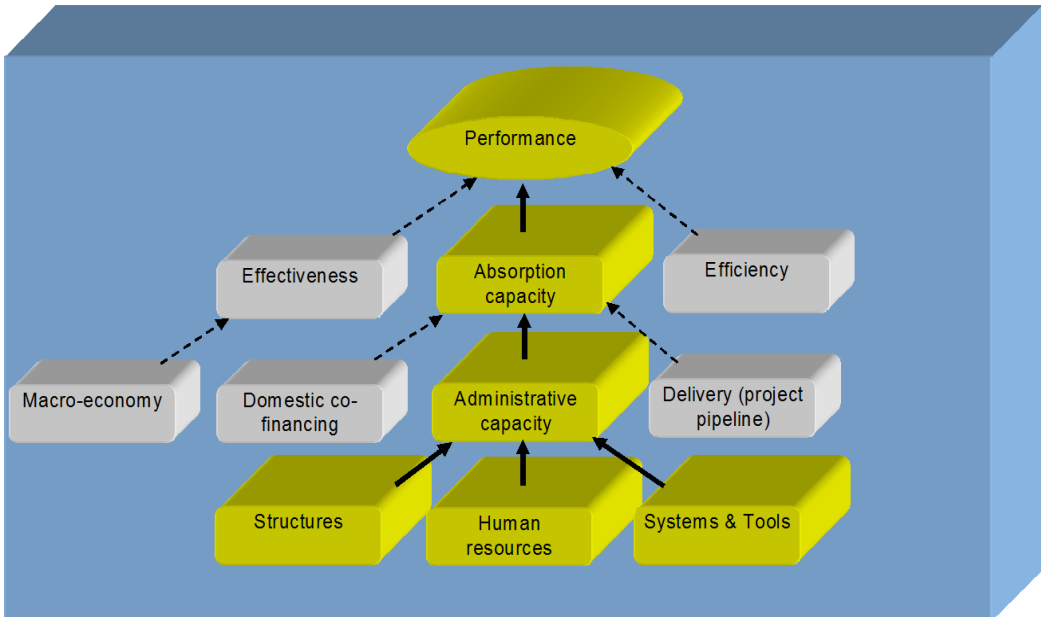 Performance
Effectiveness
Absorption
capacity
Efficiency
Macro-economy
Domestic co-
financing
Administrative
capacity
Delivery (project
pipeline)
Structures
Human
resources
Systems & Tools